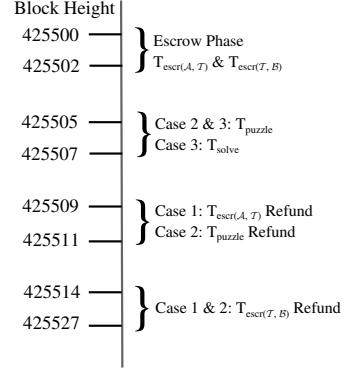 Block Height
425500
425502
Escrow Phase
T_escr(𝒜, 𝒯) & T_escr(𝒯, ℬ)
425505
425507
Case 2 & 3: T_puzzle
Case 3: T_solve
425509
425511
Case 1: T_escr(𝒜, 𝒯) Refund
Case 2: T_puzzle Refund
425514
425527
Case 1 & 2: T_escr(𝒯, ℬ) Refund